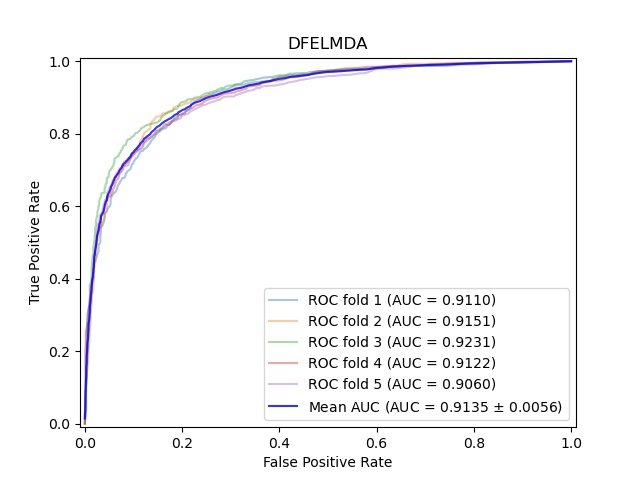 DFELMDA
1.0
0.8
0.6
0.4
0.2
0.0
True Positive Rate
ROC fold 1 (AUC = 0.9110)
ROC fold 2 (AUC = 0.9151)
ROC fold 3 (AUC = 0.9231)
ROC fold 4 (AUC = 0.9122)
ROC fold 5 (AUC = 0.9060)
Mean AUC (AUC = 0.9135 ± 0.0056)
0.0 0.2 0.4 0.6 0.8 1.0
False Positive Rate